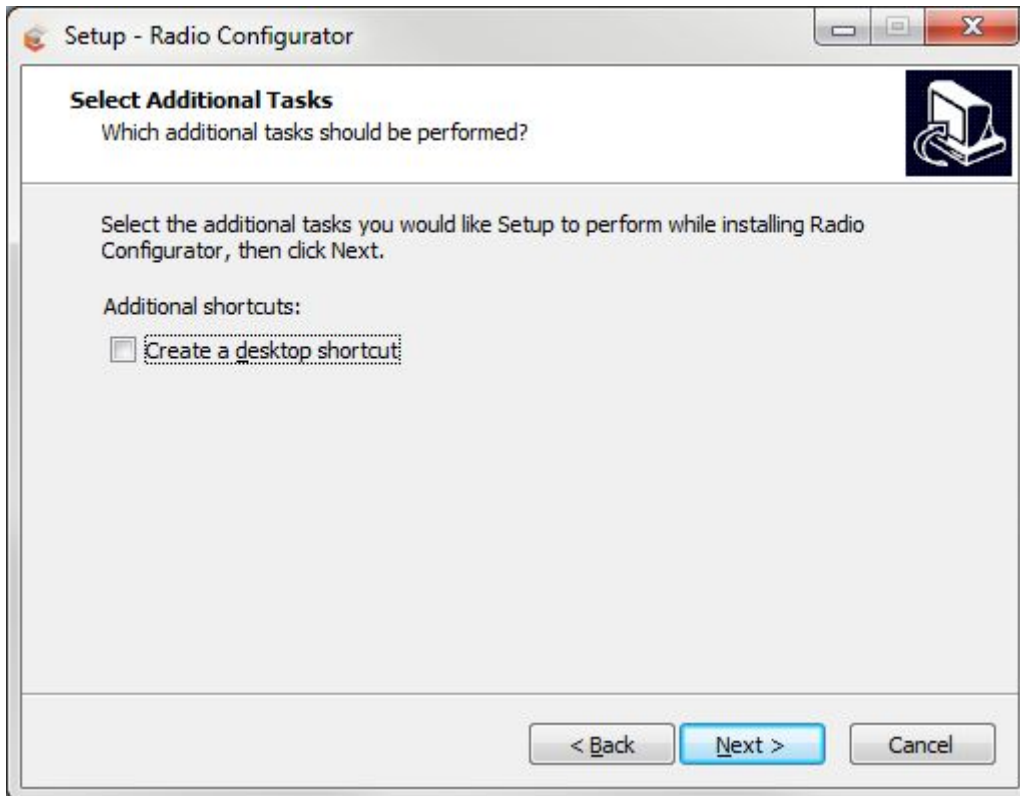 Setup - Radio Configurator
Select Additional Tasks
Which additional tasks should be performed?
Select the additional tasks you would like Setup to perform while installing Radio
Configurator, then click Next.
Additional shortcuts:
Create a desktop shortcut
< Back Next > Cancel